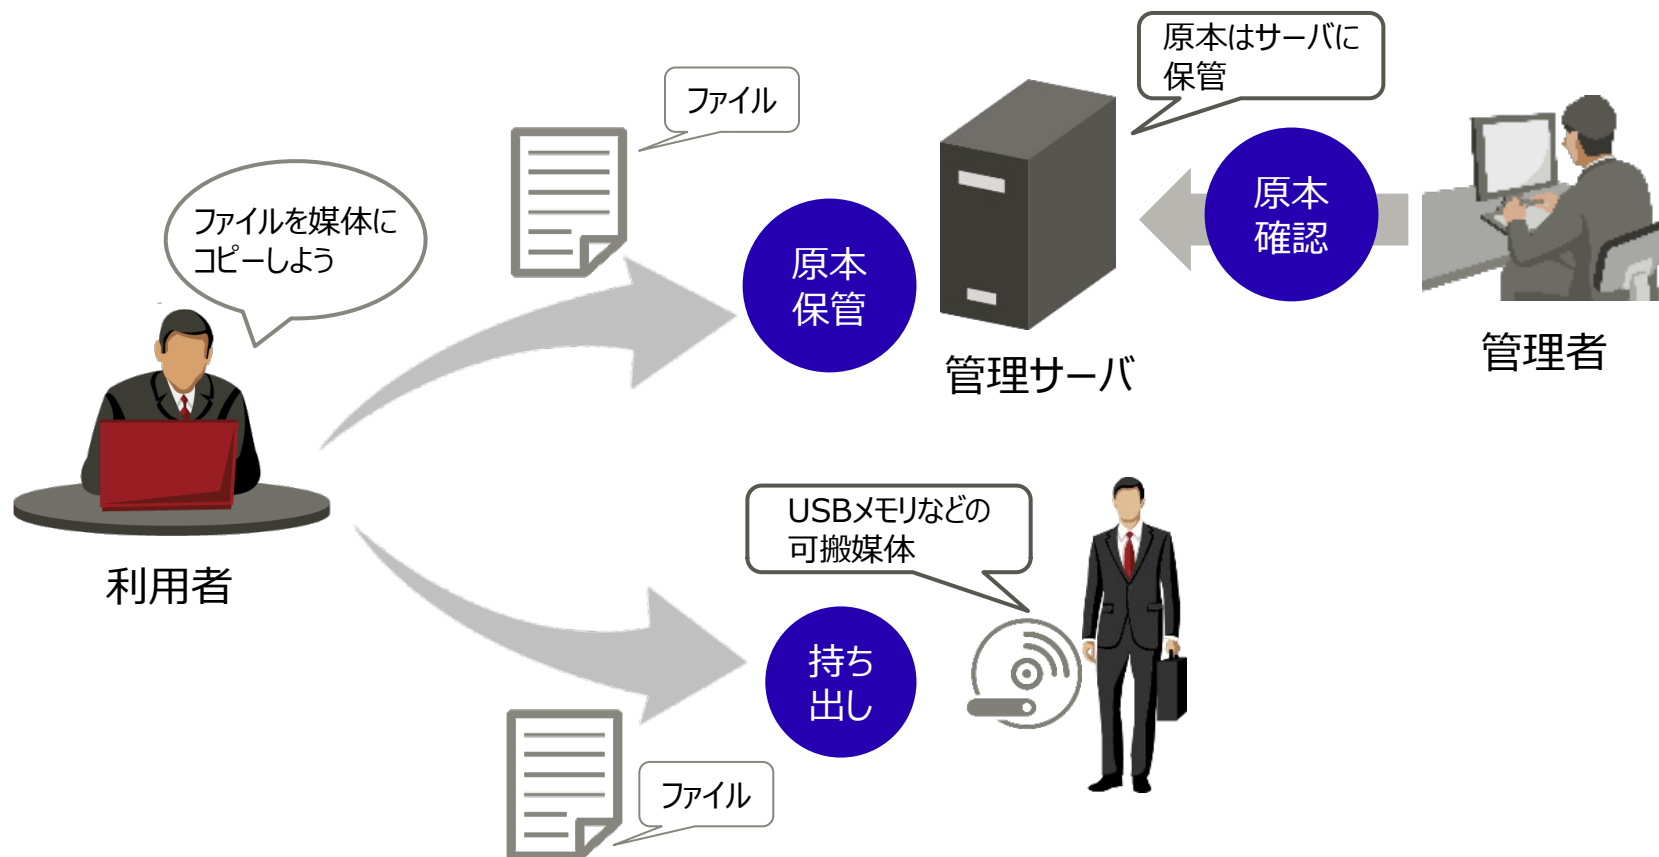 原本はサーバに
保管
ファイル
ファイルを媒体に
コピーしよう
原本
保管
原本
確認
管理サーバ
管理者
利用者
USBメモリなどの
可搬媒体
持ち
出し
ファイル